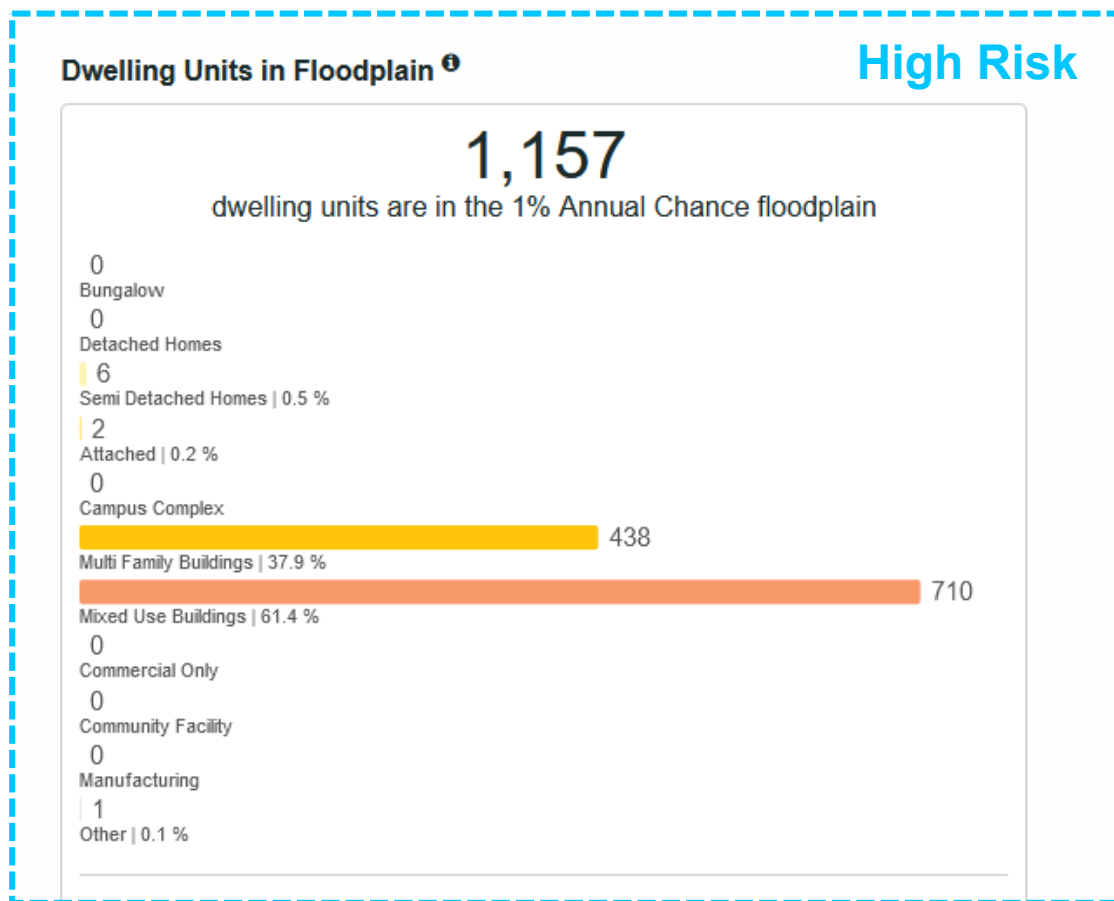 Dwelling Units in Floodplain
High Risk
1,157
dwelling units are in the 1% Annual Chance floodplain
0
Bungalow
0
Detached Homes
6
Semi Detached Homes | 0.5 %
2
Attached | 0.2 %
0
Campus Complex
438
Multi Family Buildings | 37.9 %
710
Mixed Use Buildings | 61.4 %
0
Commercial Only
0
Community Facility
0
Manufacturing
1
Other | 0.1 %